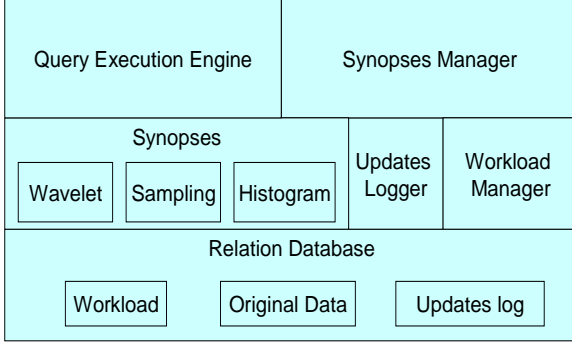 Query Execution Engine
Synopses Manager
Synopses
Wavelet
Sampling
Histogram
Updates
Logger
Workload
Manager
Relation Database
Workload
Original Data
Updates log